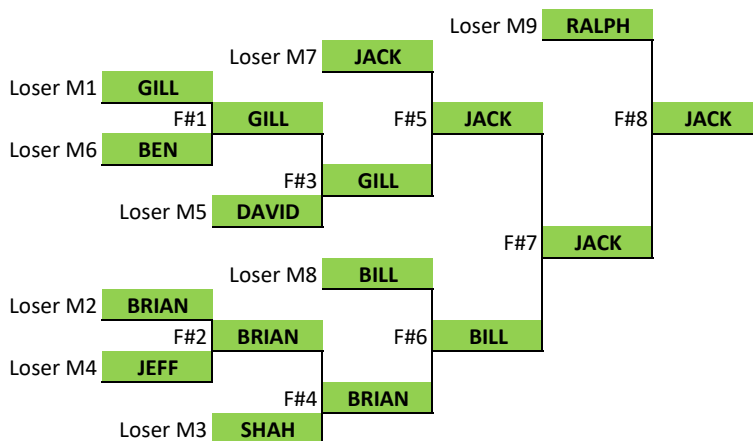 Loser M9 RALPH
Loser M7 JACK
Loser M1 GILL
F#1 GILL F#5 JACK F#8 JACK
Loser M6 BEN
F#3 GILL
Loser M5 DAVID
F#7 JACK
Loser M8 BILL
Loser M2 BRIAN
F#2 BRIAN F#6 BILL
Loser M4 JEFF
F#4 BRIAN
Loser M3 SHAH